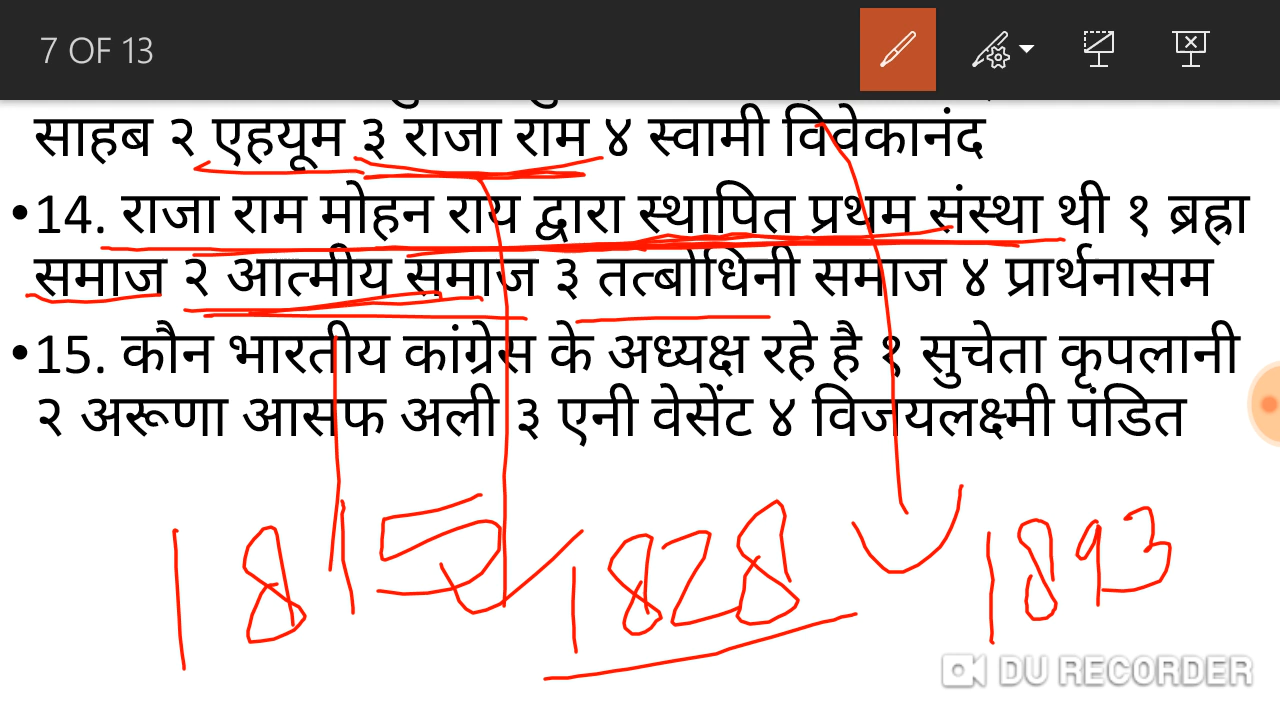 7 OF 13
साहब २ एहयूम ३ राजा राम ४ स्वामी विवेकानंद
•14. राजा राम मोहन राय द्वारा स्थापित प्रथम संस्था थी १ ब्रह्रा
समाज २ आत्मीय समाज ३ तत्बोधिनी समाज ४ प्रार्थनासम
•15. कौन भारतीय कांग्रेस के अध्यक्ष रहे है १ सुचेता कृपलानी
२ अरूणा आसफ अली ३ एनी वेसेंट ४ विजयलक्ष्मी पंडित
1815 1828 1893
DU RECORDER